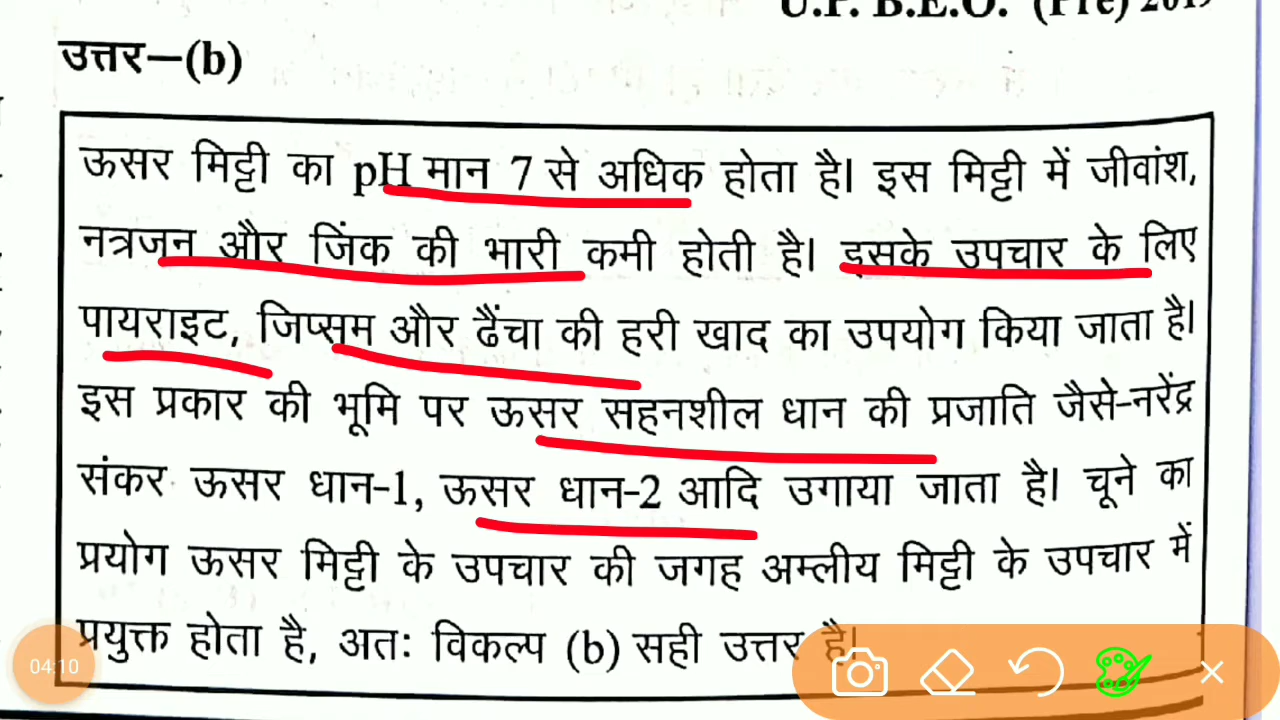 U.P. B.E.O. (Pre) 2019
उत्तर—(b)
ऊसर मिट्टी का pH मान 7 से अधिक होता है। इस मिट्टी में जीवांश,
नत्रजन और जिंक की भारी कमी होती है। इसके उपचार के लिए
पायराइट, जिप्सम और ढैंचा की हरी खाद का उपयोग किया जाता है।
इस प्रकार की भूमि पर ऊसर सहनशील धान की प्रजाति जैसे-नरेंद्र
संकर ऊसर धान-1, ऊसर धान-2 आदि उगाया जाता है। चूने का
प्रयोग ऊसर मिट्टी के उपचार की जगह अम्लीय मिट्टी के उपचार में
प्रयुक्त होता है, अतः विकल्प (b) सही उत्तर है।
04:10